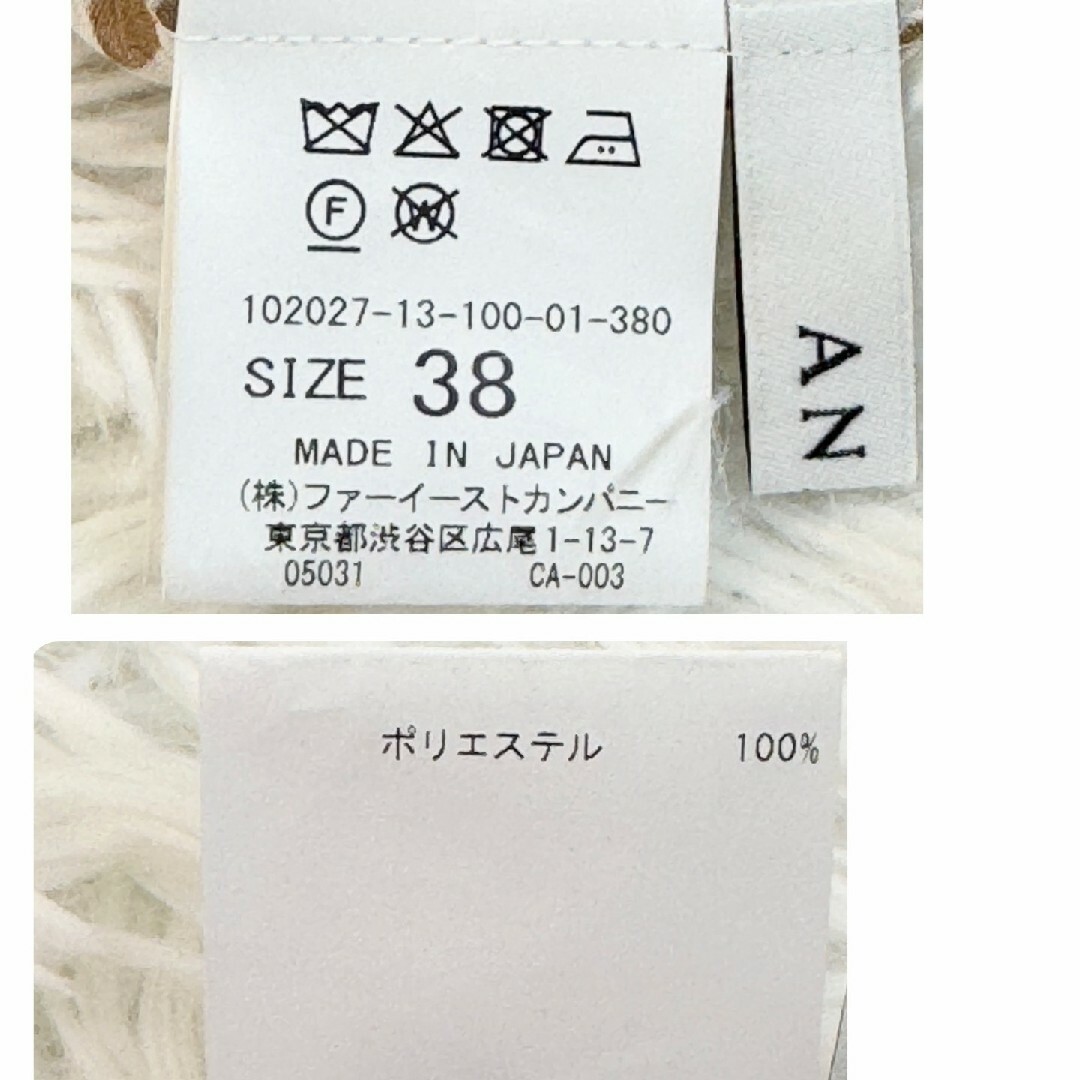 F W
102027-13-100-01-380
SIZE 38
MADE IN JAPAN
(株)ファーイーストカンパニー
東京都渋谷区広尾1-13-7
05031 CA-003
AN
ポリエステル 100%